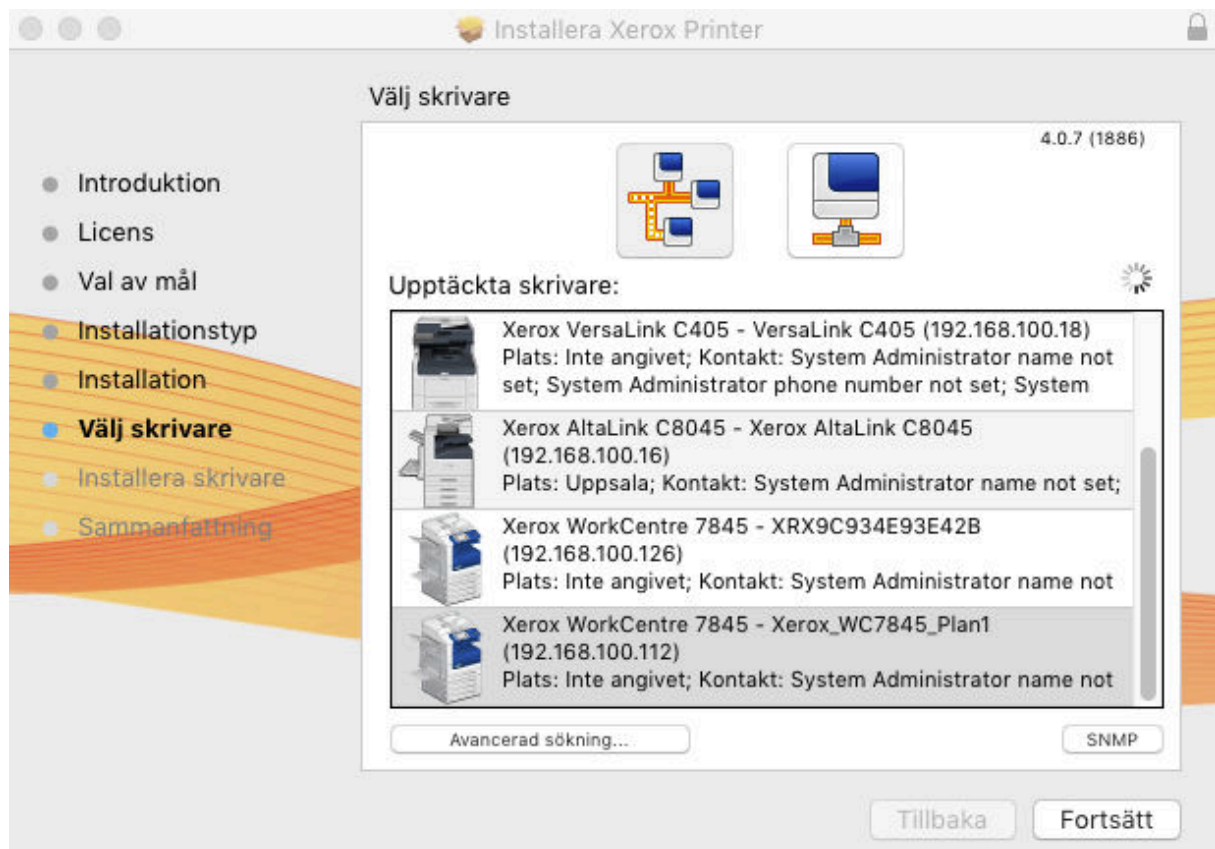 Installera Xerox Printer
Välj skrivare
4.0.7 (1886)
Introduktion
Licens
Val av mål
Installationstyp
Installation
Välj skrivare
Installera skrivare
Sammanfattning
Upptäckta skrivare:
Xerox VersaLink C405 - VersaLink C405 (192.168.100.18)
Plats: Inte angivet; Kontakt: System Administrator name not
set; System Administrator phone number not set; System
Xerox AltaLink C8045 - Xerox AltaLink C8045
(192.168.100.16)
Plats: Uppsala; Kontakt: System Administrator name not set;
Xerox WorkCentre 7845 - XRX9C934E93E42B
(192.168.100.126)
Plats: Inte angivet; Kontakt: System Administrator name not
Xerox WorkCentre 7845 - Xerox_WC7845_Plan1
(192.168.100.112)
Plats: Inte angivet; Kontakt: System Administrator name not
Avancerad sökning...
SNMP
Tillbaka
Fortsätt